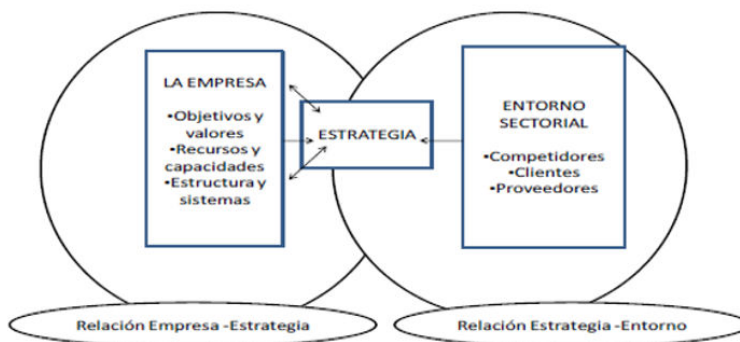 LA EMPRESA
•Objetivos y
valores
•Recursos y
capacidades
•Estructura y
sistemas
ESTRATEGIA
ENTORNO
SECTORIAL
•Competidores
•Clientes
•Proveedores
Relación Empresa -Estrategia
Relación Estrategia -Entorno